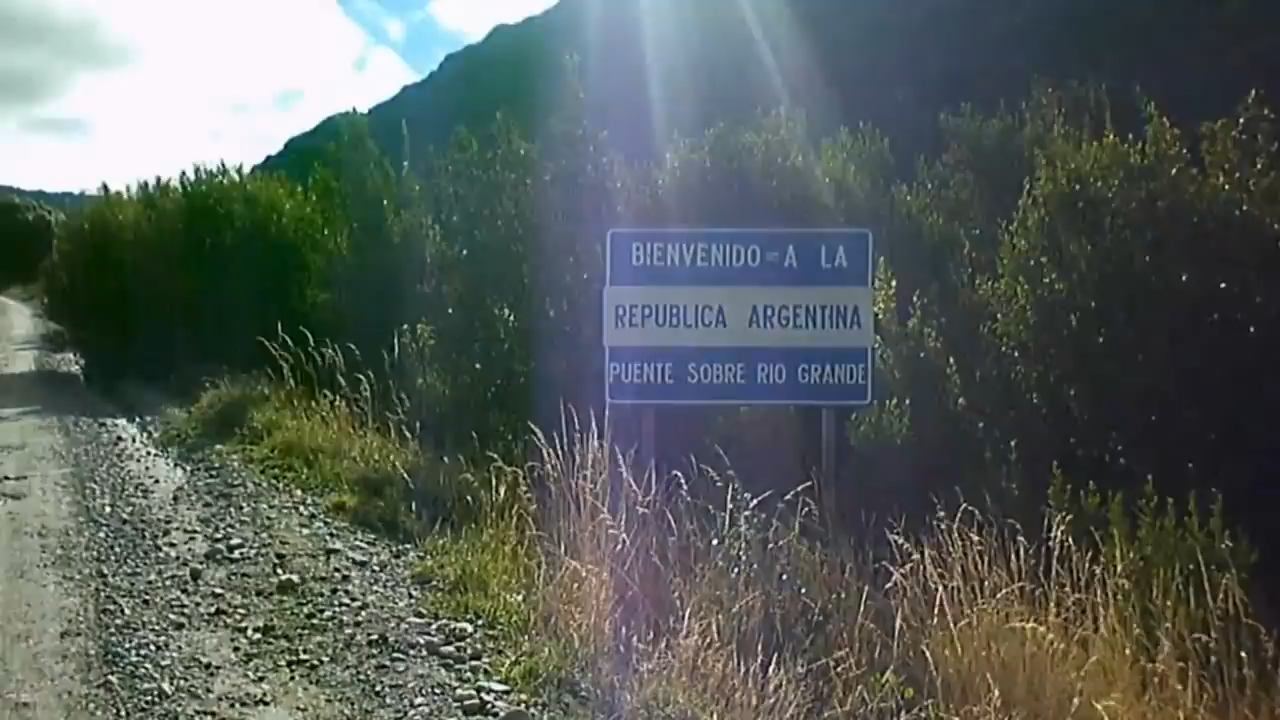 BIENVENIDO = A LA
REPUBLICA ARGENTINA
PUENTE SOBRE RIO GRANDE